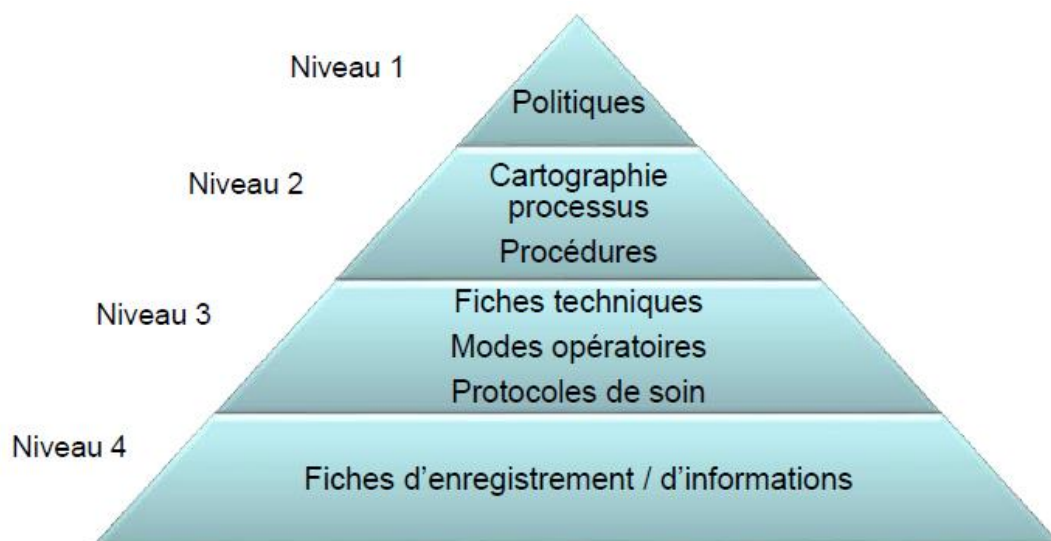 Niveau 1
Politiques
Niveau 2
Cartographie
processus
Procédures
Niveau 3
Fiches techniques
Modes opératoires
Protocoles de soin
Niveau 4
Fiches d’enregistrement / d’informations